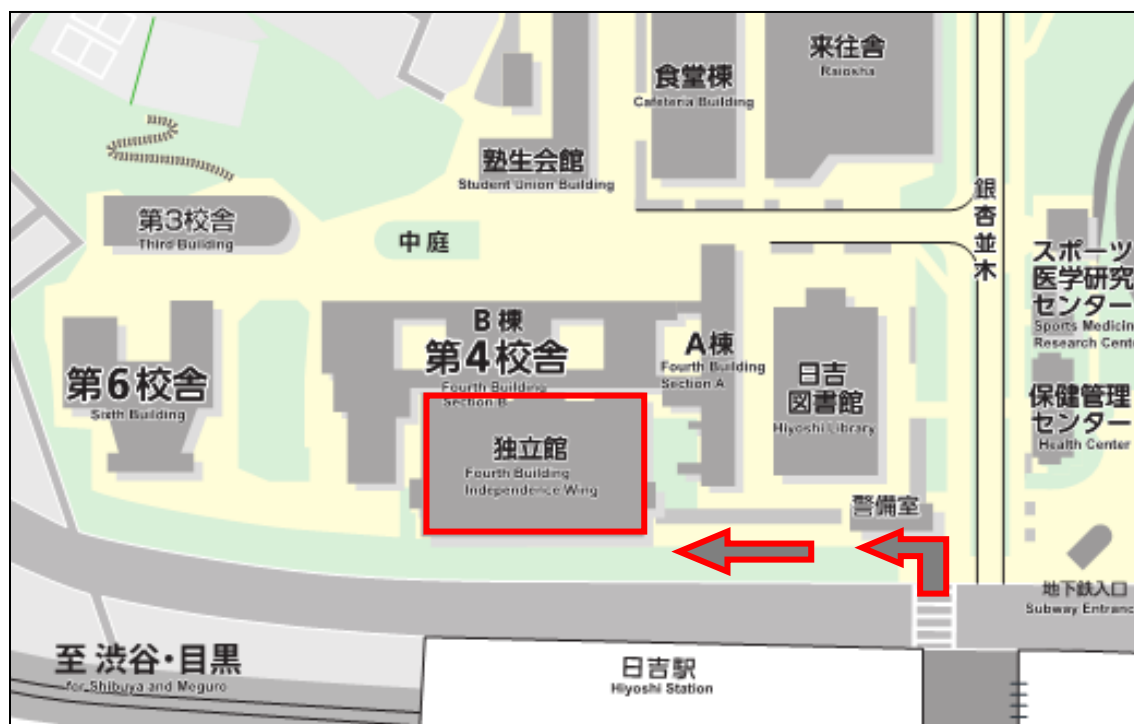 食堂棟
Cafeteria Building
来往舎
Raiosha
塾生会館
Student Union Building
銀杏並木
第3校舎
Third Building
中庭
スポーツ
医学研究
センター
Sports Medicin
Research Cent
B棟
第4校舎
Fourth Building
Section B
A棟
Fourth Building
Section A
第6校舎
Sixth Building
日吉
図書館
Hiyoshi Library
保健管理
センター
Health Center
独立館
Fourth Building
Independence Wing
警備室
地下鉄入口
Subway Entranc
至 渋谷・目黒
for Shibuya and Meguro
日吉駅
Hiyoshi Station